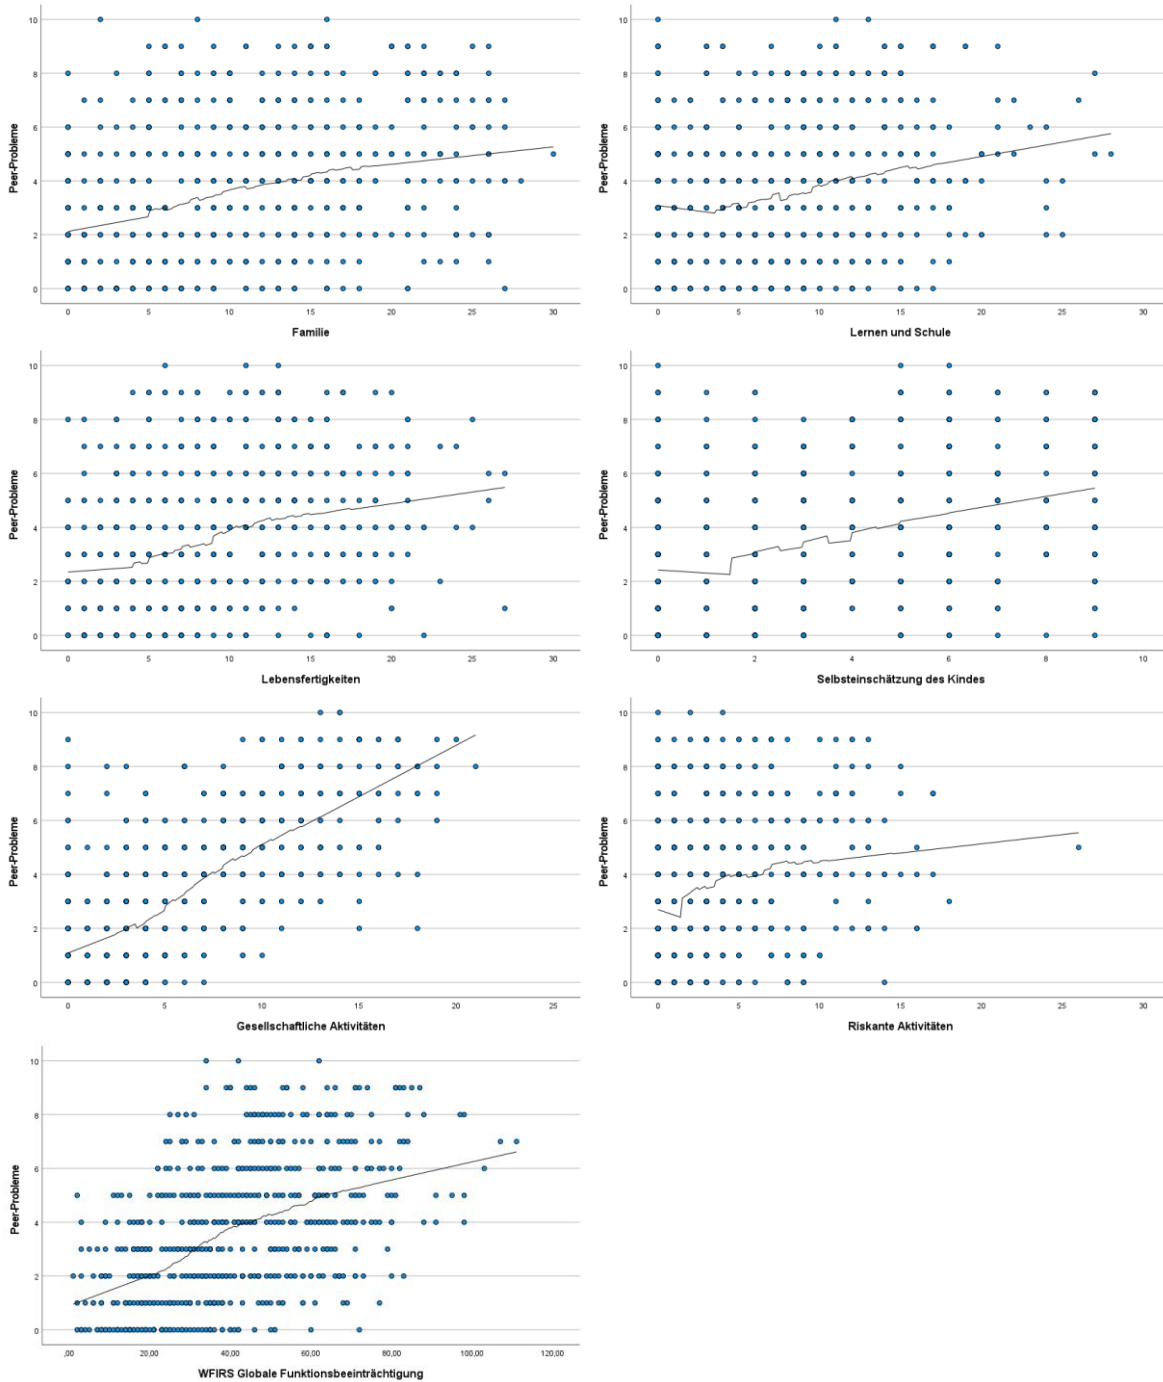 10
8
6
4
2
0
Peer-Probleme
0 5 10 15 20 25 30
Familie
10
8
6
4
2
0
Peer-Probleme
0 5 10 15 20 25 30
Lernen und Schule
10
8
6
4
2
0
Peer-Probleme
0 5 10 15 20 25 30
Lebensfertigkeiten
10
8
6
4
2
0
Peer-Probleme
0 2 4 6 8 10
Selbsteinschätzung des Kindes
10
8
6
4
2
0
Peer-Probleme
0 5 10 15 20 25
Gesellschaftliche Aktivitäten
10
8
6
4
2
0
Peer-Probleme
0 5 10 15 20 25 30
Riskante Aktivitäten
10
8
6
4
2
0
Peer-Probleme
,00 20,00 40,00 60,00 80,00 100,00 120,00
WFIRS Globale Funktionsbeeinträchtigung